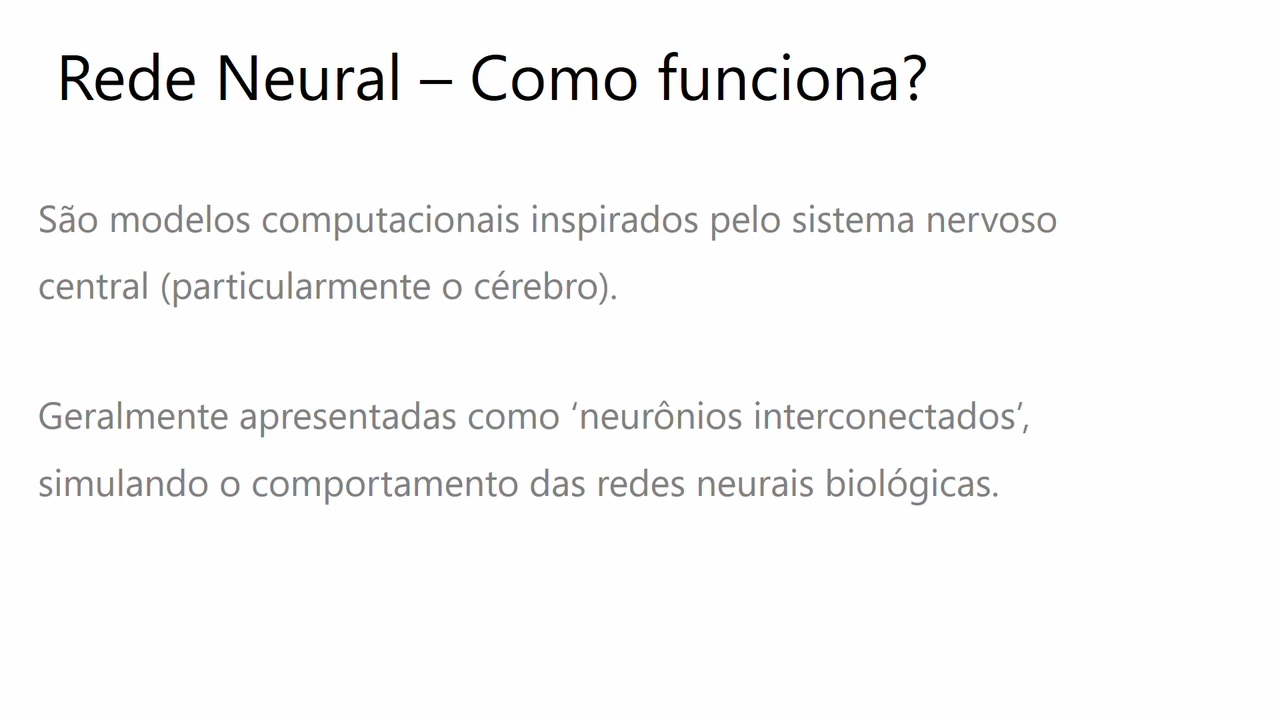 Rede Neural – Como funciona?
São modelos computacionais inspirados pelo sistema nervoso
central (particularmente o cérebro).
Geralmente apresentadas como ‘neurônios interconectados’,
simulando o comportamento das redes neurais biológicas.